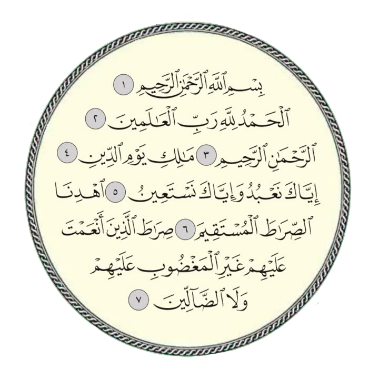 بِسْمِ ٱللَّهِ ٱلرَّحْمَٰنِ ٱلرَّحِيمِ ١
ٱلْحَمْدُ لِلَّهِ رَبِّ ٱلْعَٰلَمِينَ ٢
ٱلرَّحْمَٰنِ ٱلرَّحِيمِ ٣ مَٰلِكِ يَوْمِ ٱلدِّينِ ٤
إِيَّاكَ نَعْبُدُ وَإِيَّاكَ نَسْتَعِينُ ٥ ٱهْدِنَا
ٱلصِّرَٰطَ ٱلْمُسْتَقِيمَ ٦ صِرَٰطَ ٱلَّذِينَ أَنْعَمْتَ
عَلَيْهِمْ غَيْرِ ٱلْمَغْضُوبِ عَلَيْهِمْ
وَلَا ٱلضَّآلِّينَ ٧